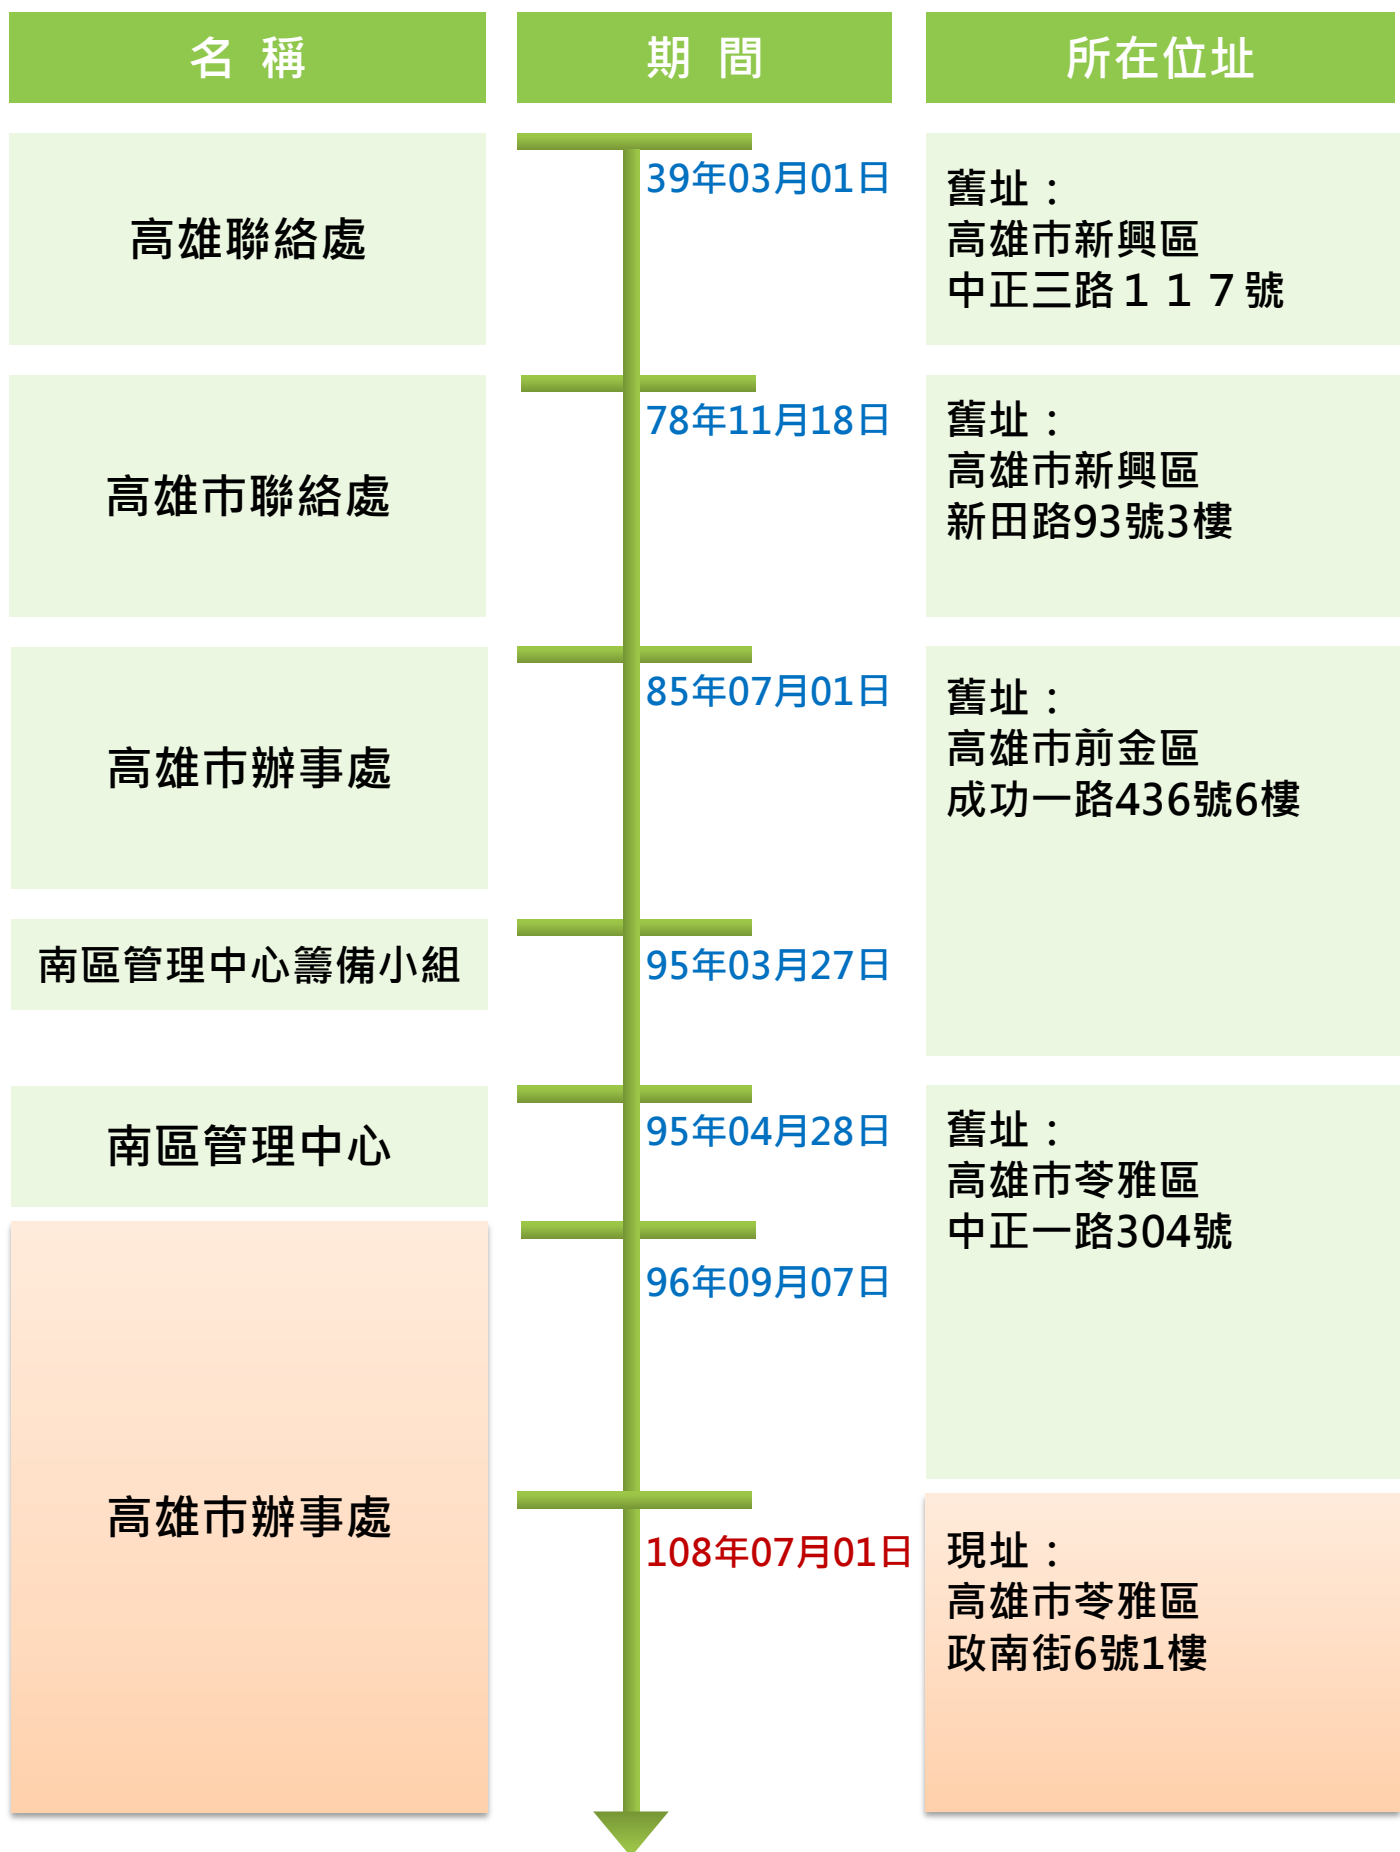 名 稱
期 間
所在位址
高雄聯絡處
39年03月01日
舊址：
高雄市新興區
中正三路１１７號
高雄市聯絡處
78年11月18日
舊址：
高雄市新興區
新田路93號3樓
高雄市辦事處
85年07月01日
舊址：
高雄市前金區
成功一路436號6樓
南區管理中心籌備小組
95年03月27日
南區管理中心
95年04月28日
舊址：
高雄市苓雅區
中正一路304號
96年09月07日
高雄市辦事處
108年07月01日
現址：
高雄市苓雅區
政南街6號1樓